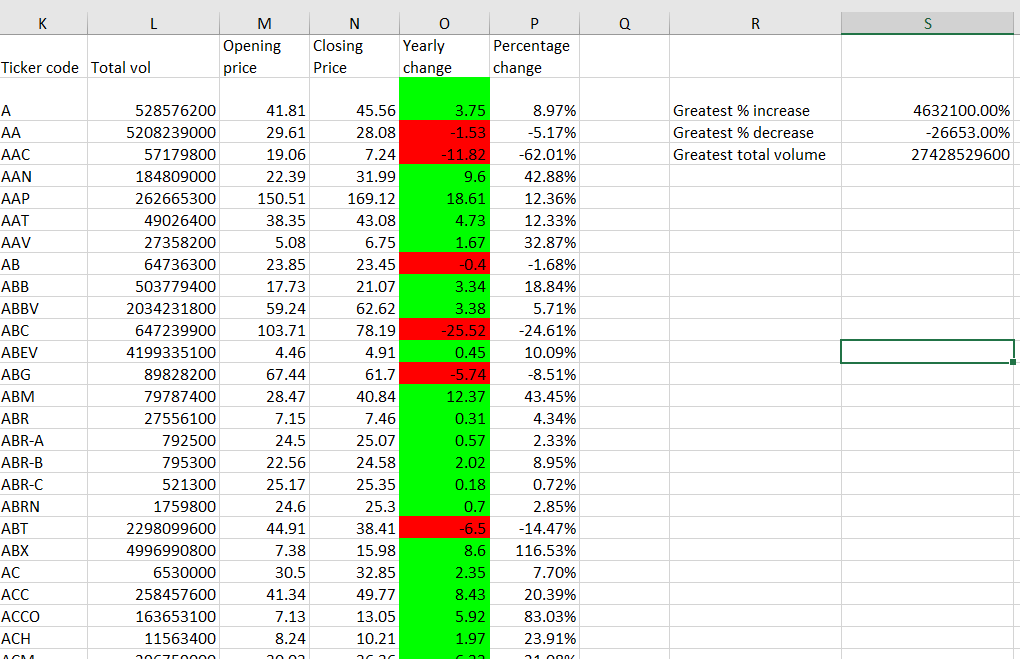 K L M N O P Q R S
Opening Closing Yearly Percentage
Ticker code Total vol price Price change change
A 528576200 41.81 45.56 3.75 8.97% Greatest % increase 4632100.00%
AA 5208239000 29.61 28.08 -1.53 -5.17% Greatest % decrease -26653.00%
AAC 57179800 19.06 7.24 -11.82 -62.01% Greatest total volume 27428529600
AAN 184809000 22.39 31.99 9.6 42.88%
AAP 262665300 150.51 169.12 18.61 12.36%
AAT 49026400 38.35 43.08 4.73 12.33%
AAV 27358200 5.08 6.75 1.67 32.87%
AB 64736300 23.85 23.45 -0.4 -1.68%
ABB 503779400 17.73 21.07 3.34 18.84%
ABBV 2034231800 59.24 62.62 3.38 5.71%
ABC 647239900 103.71 78.19 -25.52 -24.61%
ABEV 4199335100 4.46 4.91 0.45 10.09%
ABG 89828200 67.44 61.7 -5.74 -8.51%
ABM 79787400 28.47 40.84 12.37 43.45%
ABR 27556100 7.15 7.46 0.31 4.34%
ABR-A 792500 24.5 25.07 0.57 2.33%
ABR-B 795300 22.56 24.58 2.02 8.95%
ABR-C 521300 25.17 25.35 0.18 0.72%
ABRN 1759800 24.6 25.3 0.7 2.85%
ABT 2298099600 44.91 38.41 -6.5 -14.47%
ABX 4996990800 7.38 15.98 8.6 116.53%
AC 6530000 30.5 32.85 2.35 7.70%
ACC 258457600 41.34 49.77 8.43 20.39%
ACCO 163653100 7.13 13.05 5.92 83.03%
ACH 11563400 8.24 10.21 1.97 23.91%